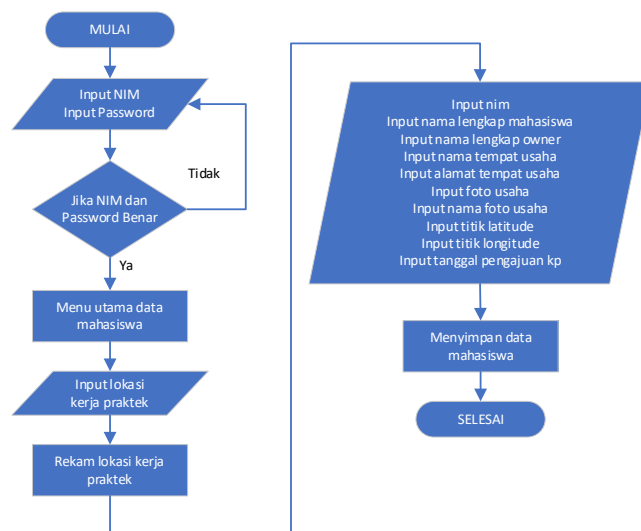 MULAI
Input NIM
Input Password
Tidak
Jika NIM dan
Password Benar
Ya
Menu utama data
mahasiswa
Input lokasi
kerja praktek
Rekam lokasi kerja
praktek
Input nim
Input nama lengkap mahasiswa
Input nama lengkap owner
Input nama tempat usaha
Input alamat tempat usaha
Input foto usaha
Input nama foto usaha
Input titik latitude
Input titik longitude
Input tanggal pengajuan kp
Menyimpan data
mahasiswa
SELESAI